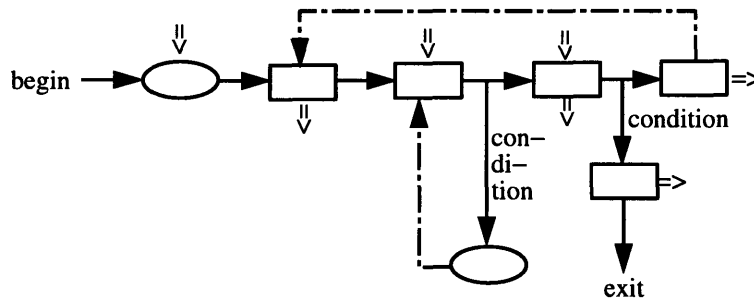 begin
con–
di–
tion
condition
exit